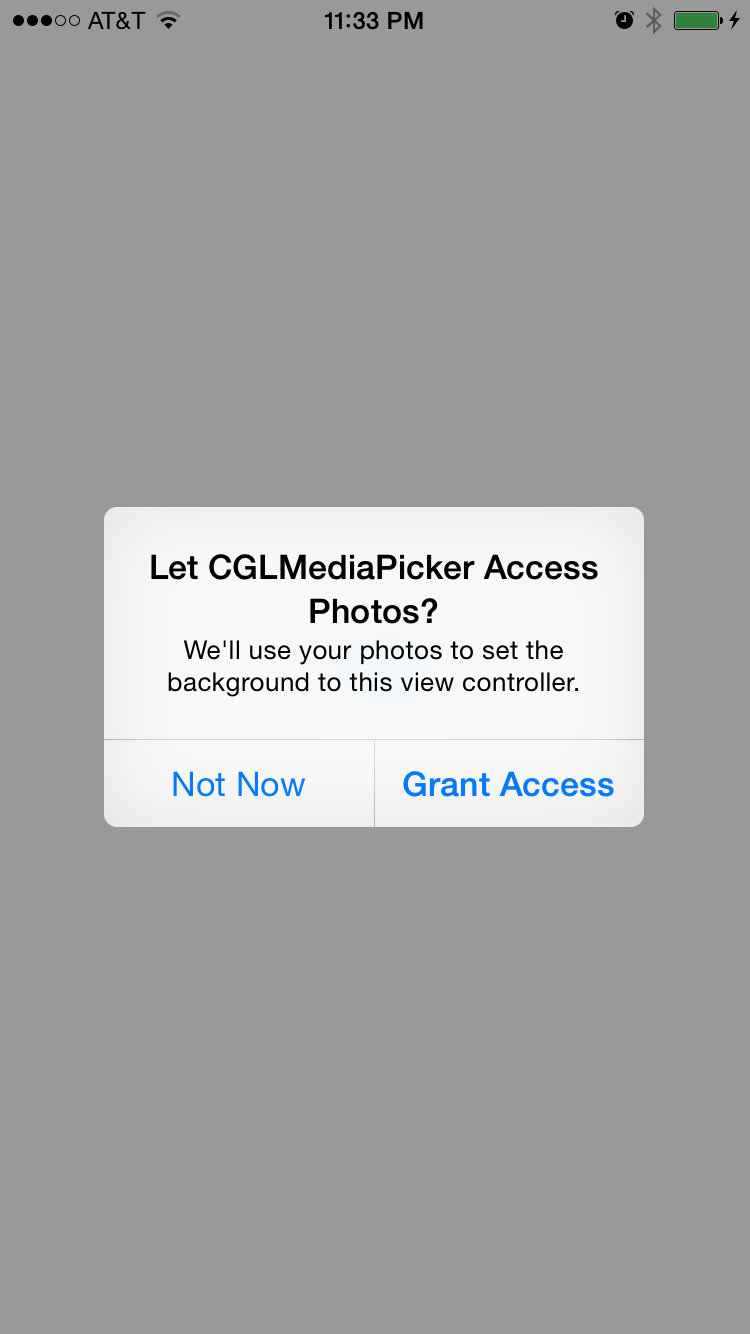 AT&T 11:33 PM
Let CGLMediaPicker Access
Photos?
We'll use your photos to set the
background to this view controller.
Not Now Grant Access